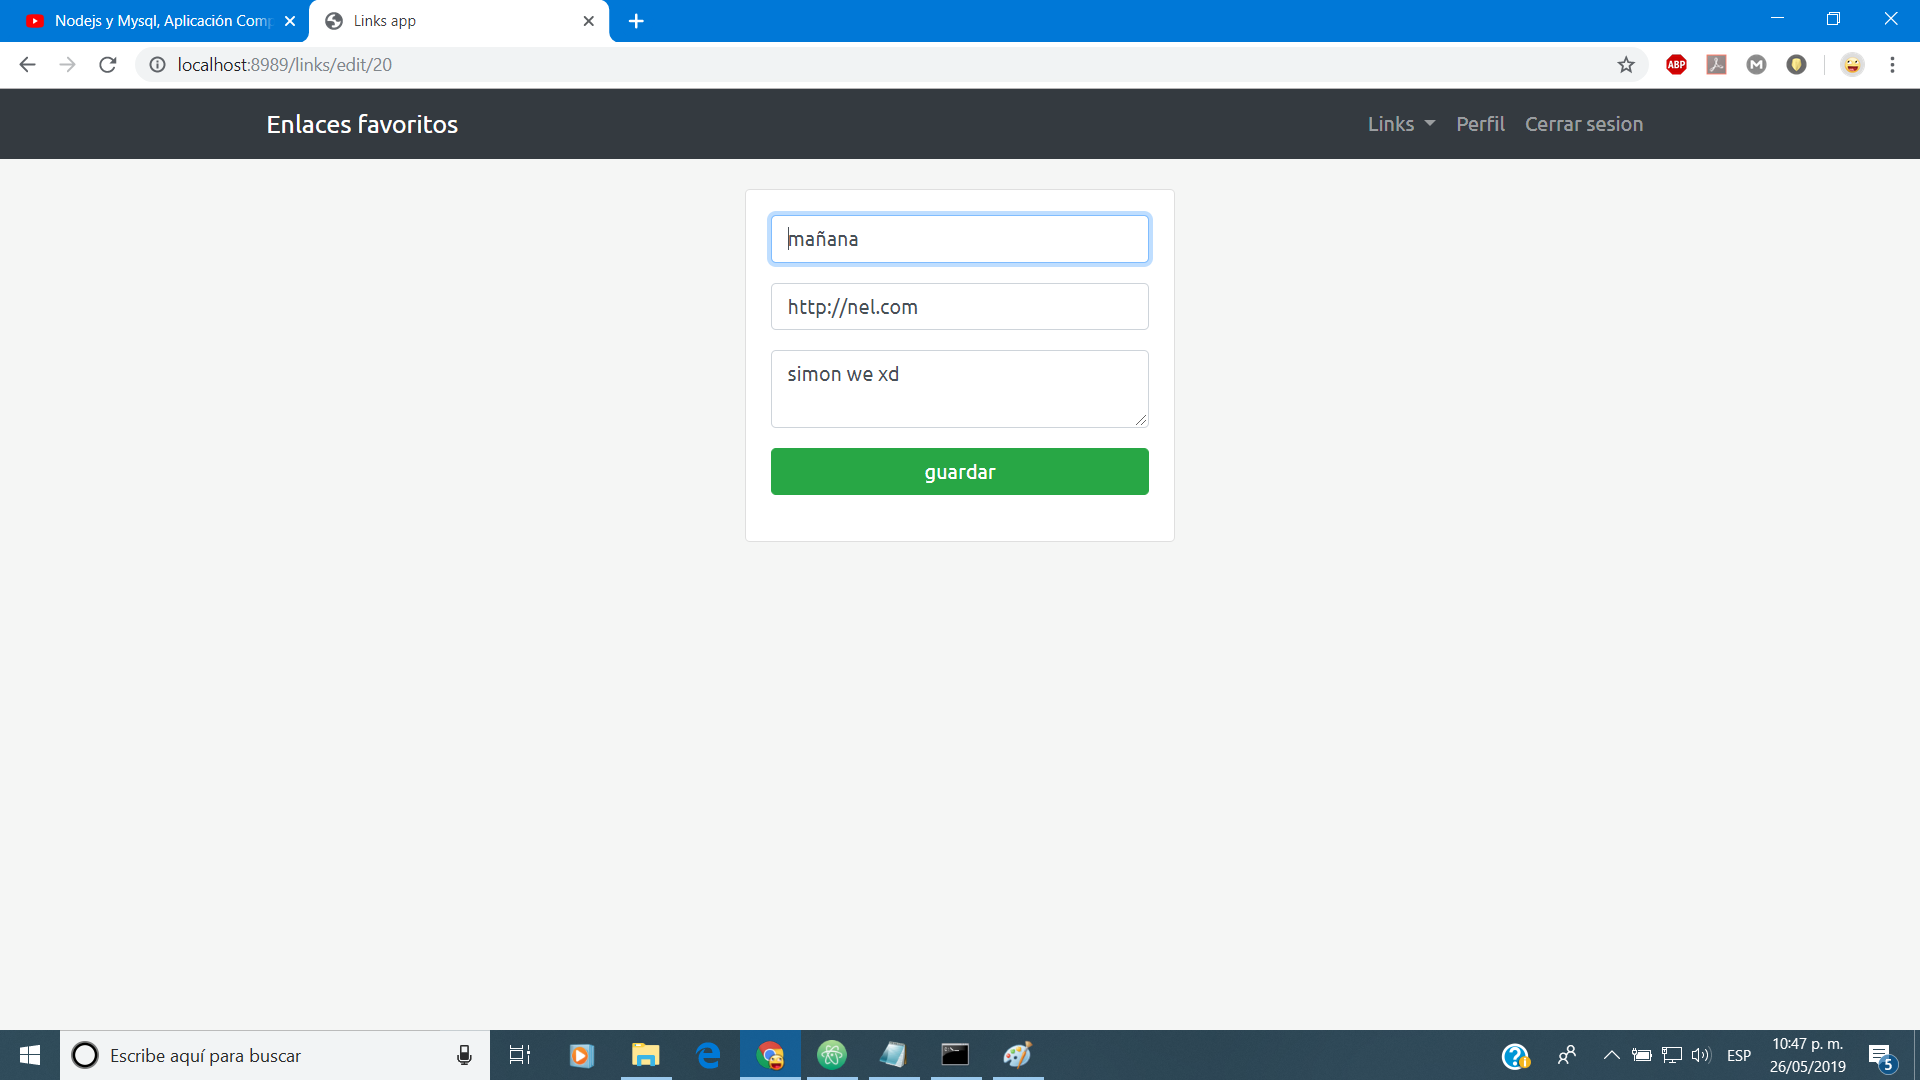 Nodejs y Mysql, Aplicación Comp
Links app
localhost:8989/links/edit/20
ABP
M
Enlaces favoritos
Links
Perfil
Cerrar sesion
mañana
http://nel.com
simon we xd
guardar
Escribe aquí para buscar
ESP
10:47 p. m.
26/05/2019
5